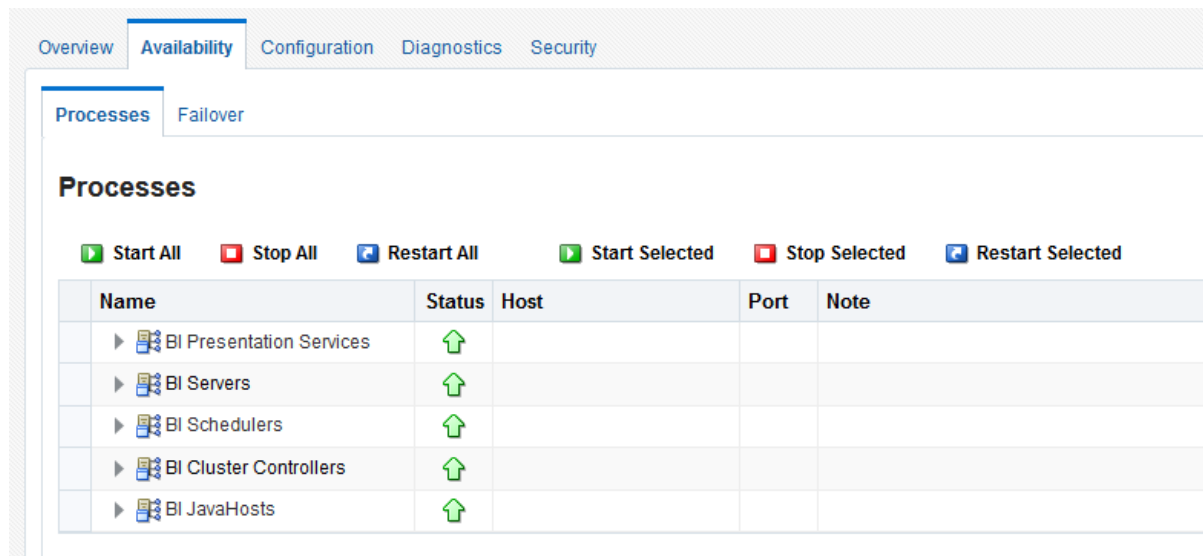 Overview Availability Configuration Diagnostics Security
Processes Failover
Processes
Start All Stop All Restart All Start Selected Stop Selected Restart Selected
Name Status Host Port Note
BI Presentation Services
BI Servers
BI Schedulers
BI Cluster Controllers
BI JavaHosts